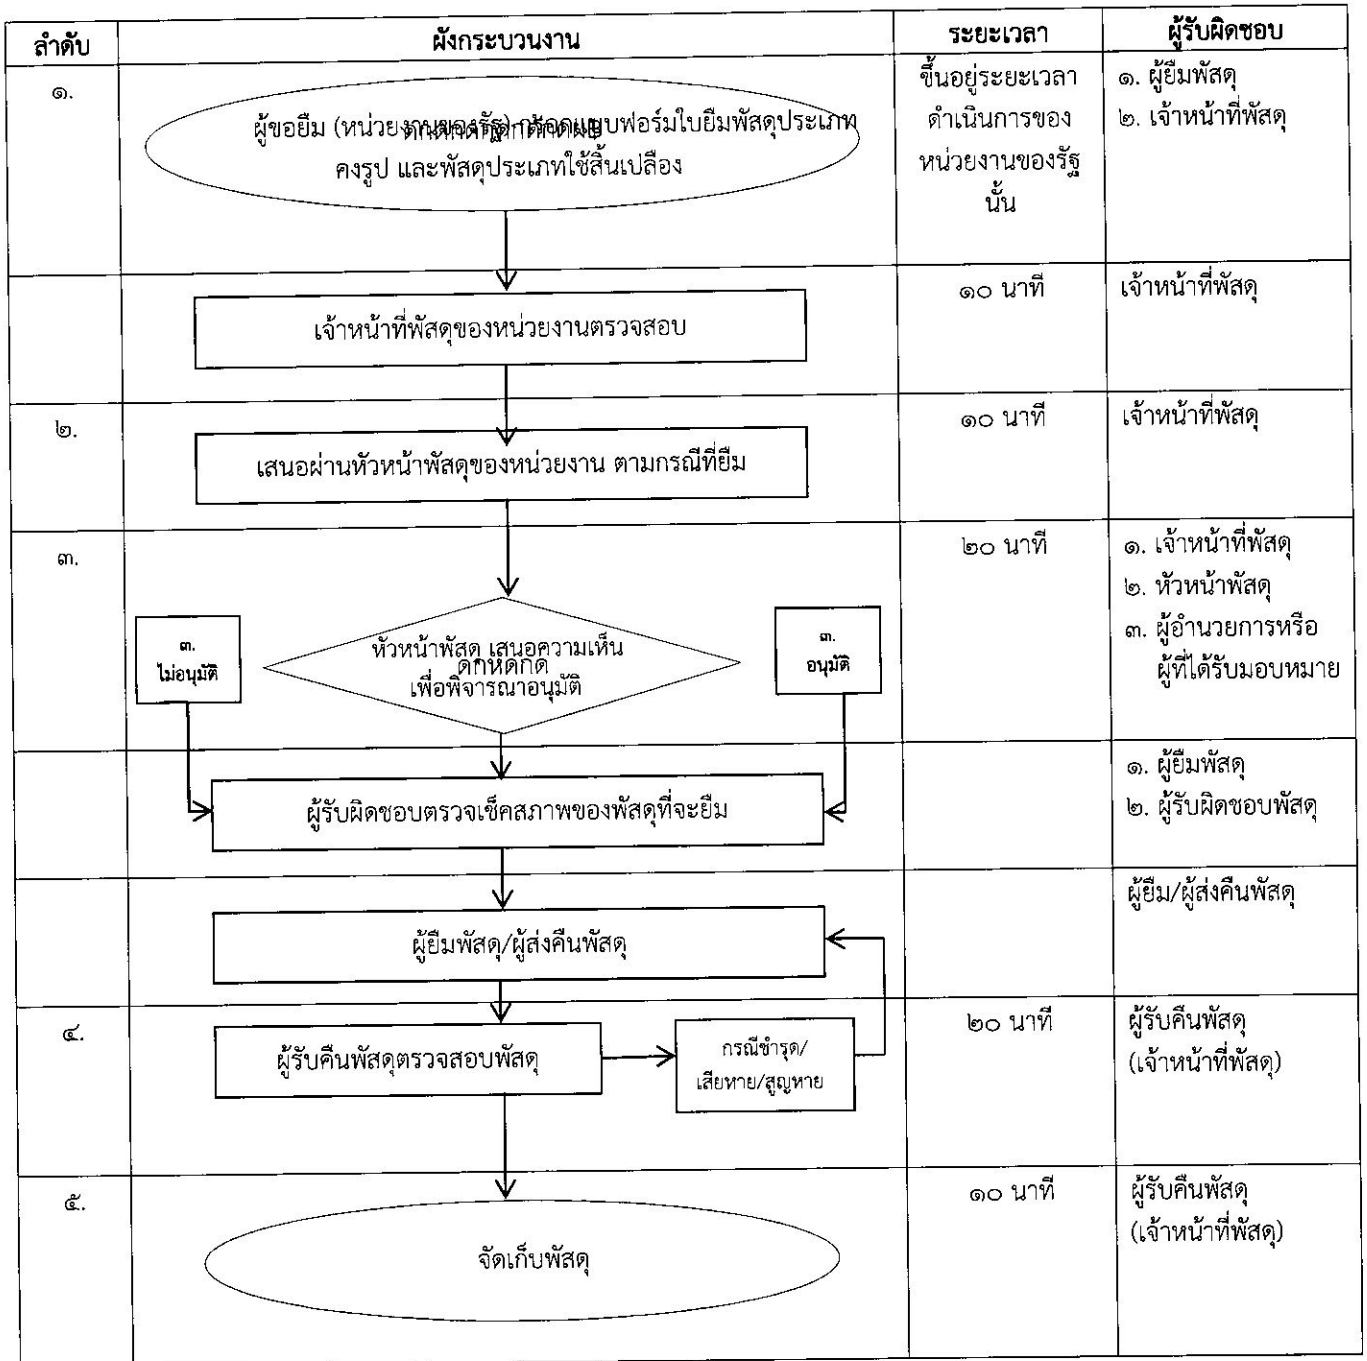 ลำดับ
ผังกระบวนงาน
ระยะเวลา
ผู้รับผิดชอบ
๑.
ผู้ขอยืม (หน่วยงานของรัฐ) กรอกแบบฟอร์มใบยืมพัสดุประเภท
คงรูป และพัสดุประเภทใช้สิ้นเปลือง
ขึ้นอยู่ระยะเวลา
ดำเนินการของ
หน่วยงานของรัฐ
นั้น
๑. ผู้ยืมพัสดุ
๒. เจ้าหน้าที่พัสดุ
เจ้าหน้าที่พัสดุของหน่วยงานตรวจสอบ
๑๐ นาที
เจ้าหน้าที่พัสดุ
๒.
เสนอผ่านหัวหน้าพัสดุของหน่วยงาน ตามกรณีที่ยืม
๑๐ นาที
เจ้าหน้าที่พัสดุ
๓.
๓.
ไม่อนุมัติ
หัวหน้าพัสดุ เสนอความเห็น
ดกหดกด
เพื่อพิจารณาอนุมัติ
๓.
อนุมัติ
๒๐ นาที
๑. เจ้าหน้าที่พัสดุ
๒. หัวหน้าพัสดุ
๓. ผู้อำนวยการหรือ
ผู้ที่ได้รับมอบหมาย
ผู้รับผิดชอบตรวจเช็คสภาพของพัสดุที่จะยืม
๑. ผู้ยืมพัสดุ
๒. ผู้รับผิดชอบพัสดุ
ผู้ยืมพัสดุ/ผู้ส่งคืนพัสดุ
ผู้ยืม/ผู้ส่งคืนพัสดุ
๔.
ผู้รับคืนพัสดุตรวจสอบพัสดุ
กรณีชำรุด/
เสียหาย/สูญหาย
๒๐ นาที
ผู้รับคืนพัสดุ
(เจ้าหน้าที่พัสดุ)
๕.
จัดเก็บพัสดุ
๑๐ นาที
ผู้รับคืนพัสดุ
(เจ้าหน้าที่พัสดุ)